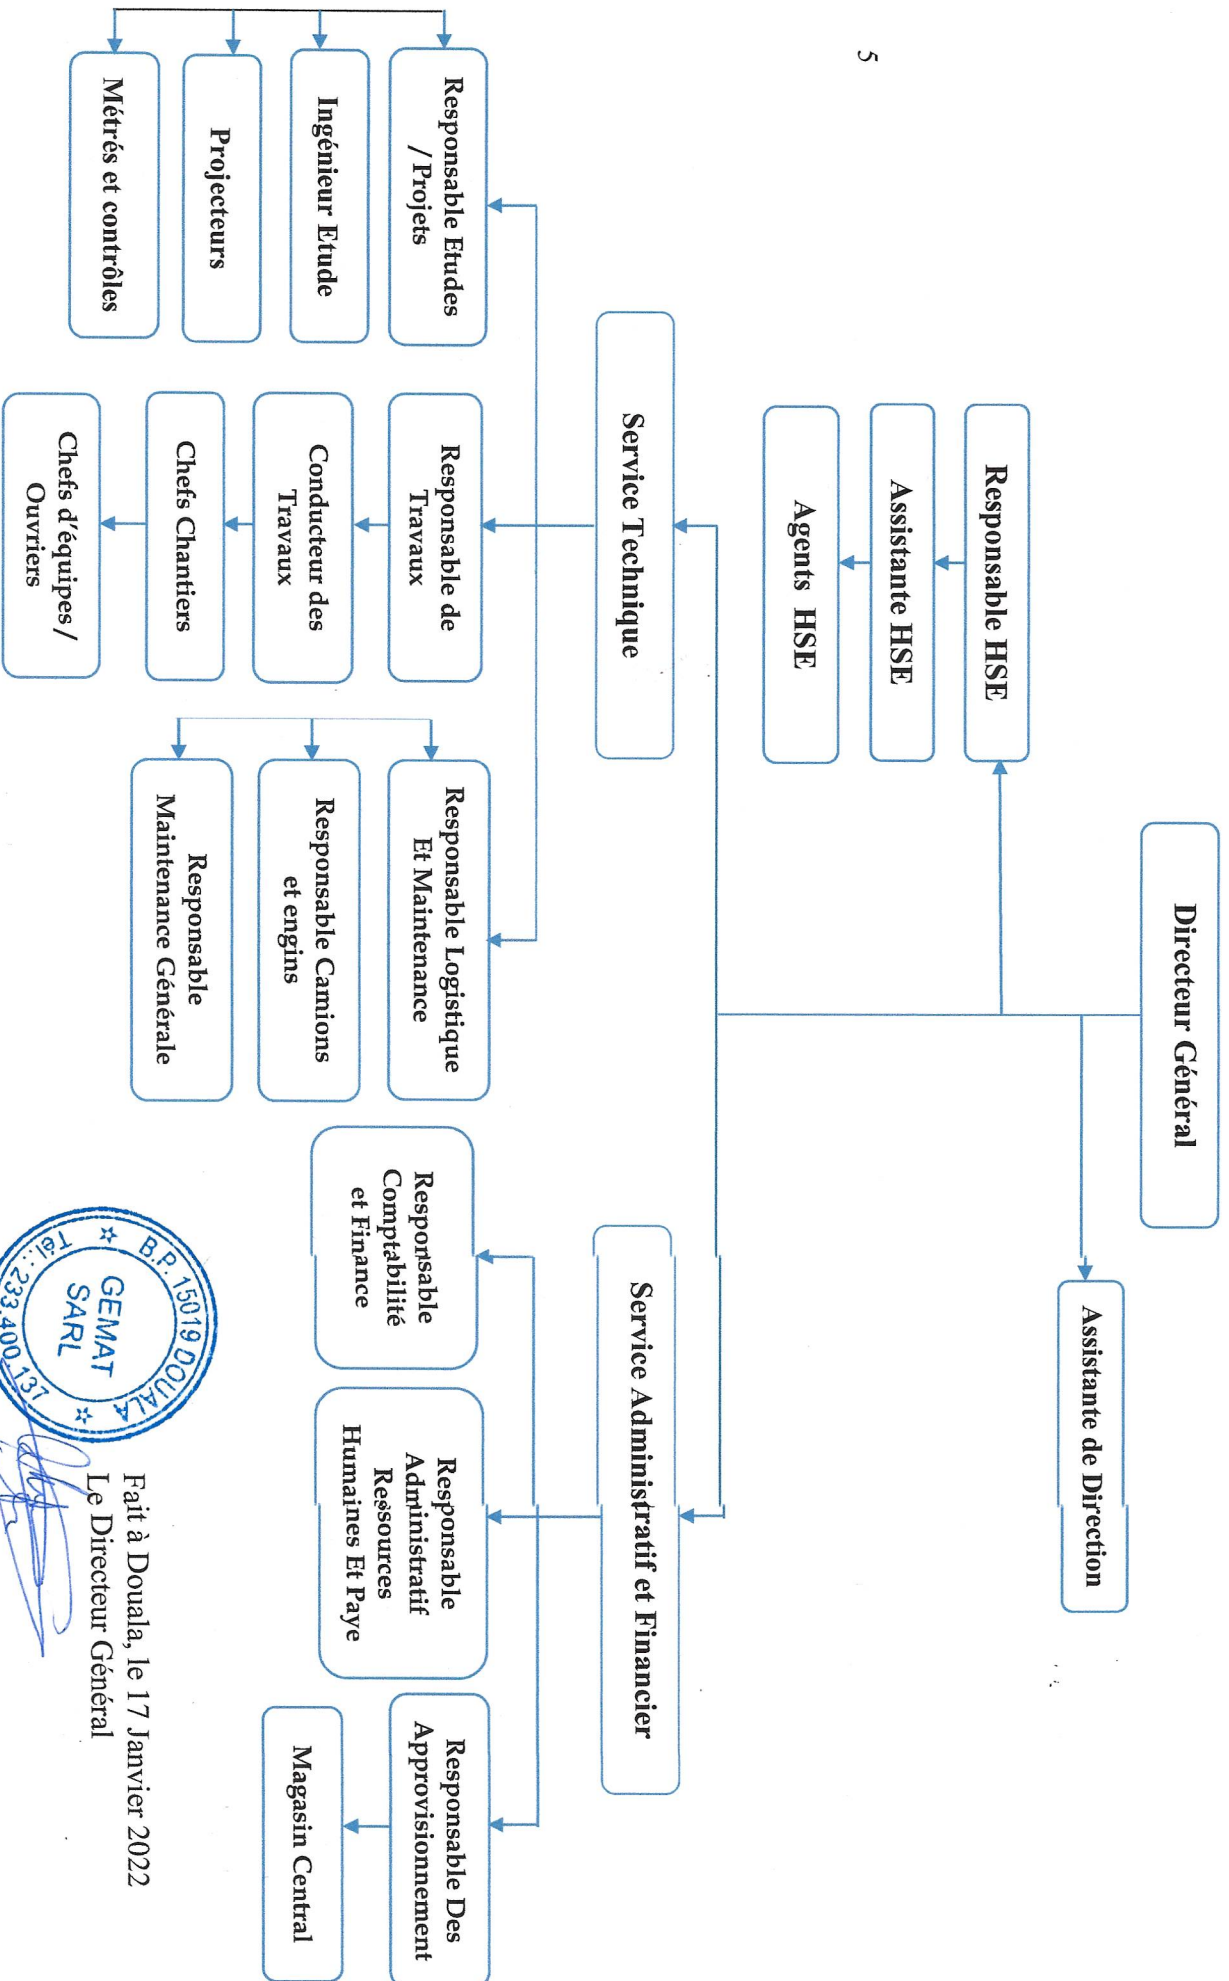 Directeur Général
Assistante de Direction
Responsable HSE
Assistante HSE
Agents HSE
5
Service Technique
Service Administratif et Financier
Responsable Etudes
/ Projets
Ingénieur Etude
Projecteurs
Métrés et contrôles
Responsable de
Travaux
Conducteur des
Travaux
Chefs Chantiers
Chefs d'équipes /
Ouvriers
Responsable Logistique
Et Maintenance
Responsable Camions
et engins
Responsable
Maintenance Générale
Responsable
Comptabilité
et Finance
Responsable
Administratif
Ressources
Humaines Et Paye
Responsable Des
Approvisionnement
Magasin Central
Fait à Douala, le 17 Janvier 2022
Le Directeur Général
B.P. 15019 DOUALA
GEMAT
SARL
Tél.: 233.400.137